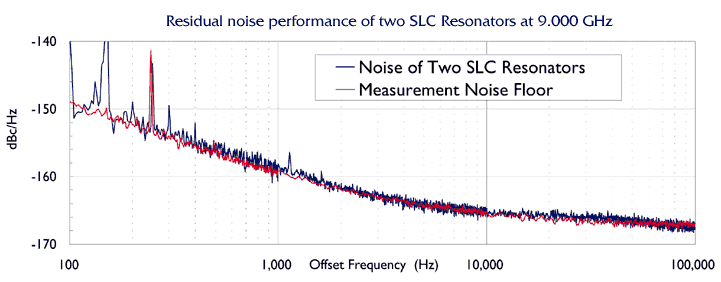 Residual noise performance of two SLC Resonators at 9.000 GHz
-140
Noise of Two SLC Resonators
Measurement Noise Floor
-150
dBc/Hz
-160
-170
100 1,000 Offset Frequency (Hz) 10,000 100,000